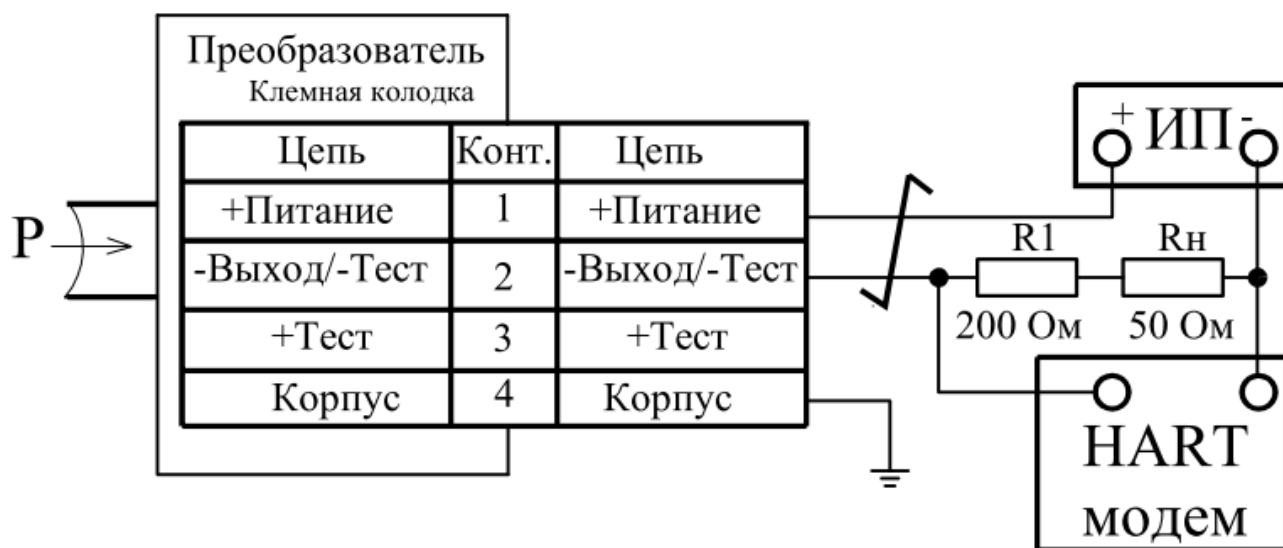 Преобразователь
Клемная колодка
Цепь Конт. Цепь
+Питание 1 +Питание
-Выход/-Тест 2 -Выход/-Тест
+Тест 3 +Тест
Корпус 4 Корпус
P
+ ИП -
R1 Rн
200 Ом 50 Ом
HART
модем